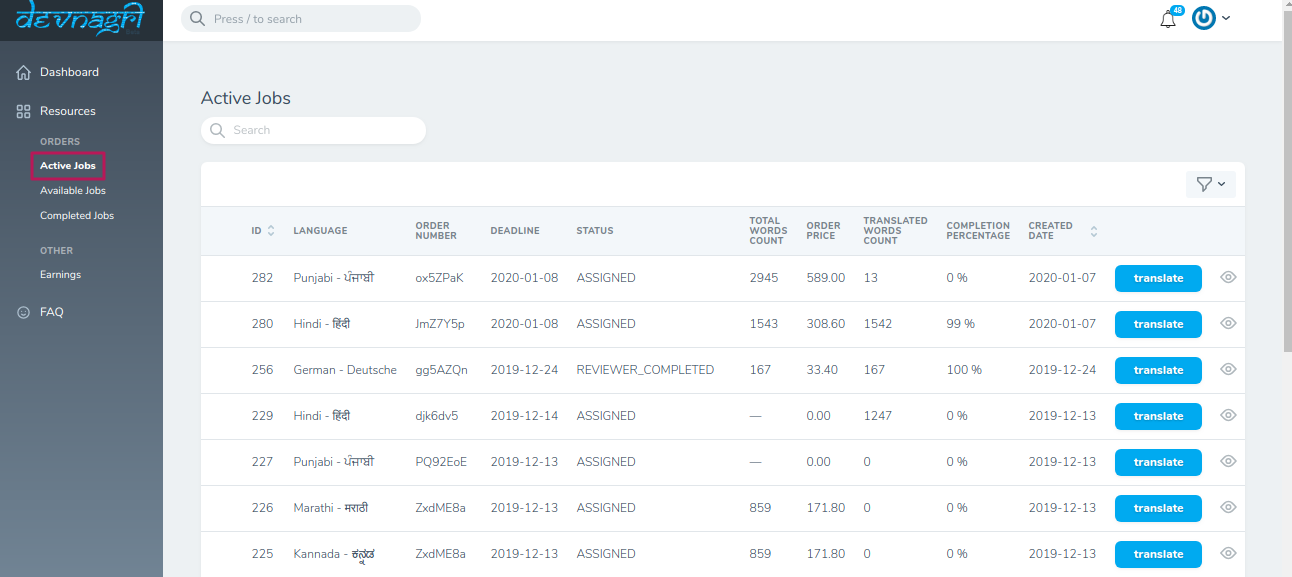 devnagri
Press / to search
48
Dashboard
Resources
ORDERS
Active Jobs
Available Jobs
Completed Jobs
OTHER
Earnings
FAQ
Active Jobs
Search
ID LANGUAGE ORDER NUMBER DEADLINE STATUS TOTAL WORDS COUNT ORDER PRICE TRANSLATED WORDS COUNT COMPLETION PERCENTAGE CREATED DATE
282 Punjabi - ਪੰਜਾਬੀ ox5ZPaK 2020-01-08 ASSIGNED 2945 589.00 13 0 % 2020-01-07 translate
280 Hindi - हिंदी JmZ7Y5p 2020-01-08 ASSIGNED 1543 308.60 1542 99 % 2020-01-07 translate
256 German - Deutsche gg5AZQn 2019-12-24 REVIEWER_COMPLETED 167 33.40 167 100 % 2019-12-24 translate
229 Hindi - हिंदी djk6dv5 2019-12-14 ASSIGNED — 0.00 1247 0 % 2019-12-13 translate
227 Punjabi - ਪੰਜਾਬੀ PQ92EoE 2019-12-13 ASSIGNED — 0.00 0 0 % 2019-12-13 translate
226 Marathi - मराठी ZxdME8a 2019-12-13 ASSIGNED 859 171.80 0 0 % 2019-12-13 translate
225 Kannada - ಕನ್ನಡ ZxdME8a 2019-12-13 ASSIGNED 859 171.80 0 0 % 2019-12-13 translate